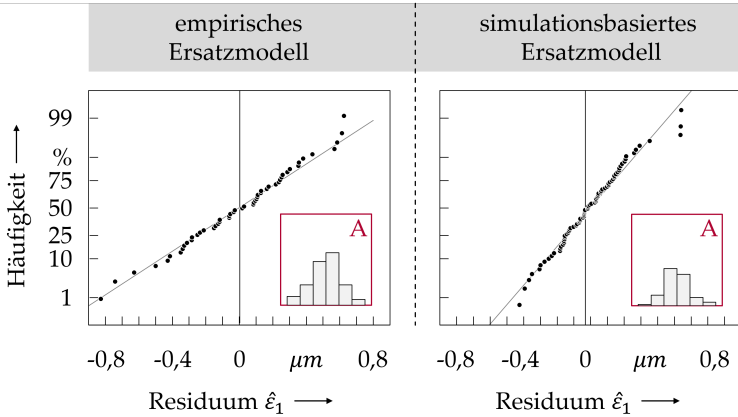 empirisches
Ersatzmodell
simulationsbasiertes
Ersatzmodell
Häufigkeit
99
%
75
50
25
10
1
A
A
-0,8 -0,4 0 μm 0,8
-0,8 -0,4 0 μm 0,8
Residuum ε̂₁
Residuum ε̂₁